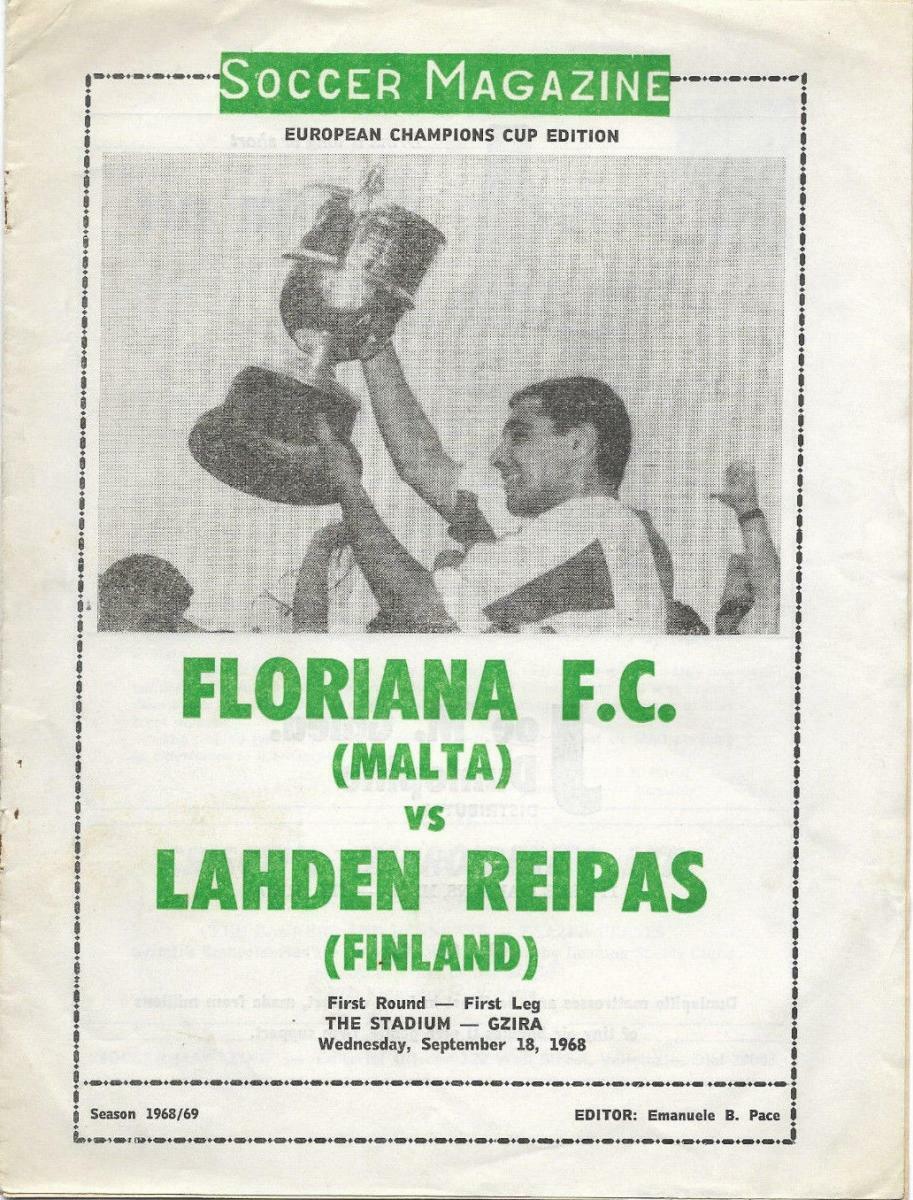 SOCCER MAGAZINE
EUROPEAN CHAMPIONS CUP EDITION
FLORIANA F.C.
(MALTA)
VS
LAHDEN REIPAS
(FINLAND)
First Round — First Leg
THE STADIUM — GZIRA
Wednesday, September 18, 1968
Season 1968/69
EDITOR: Emanuele B. Pace